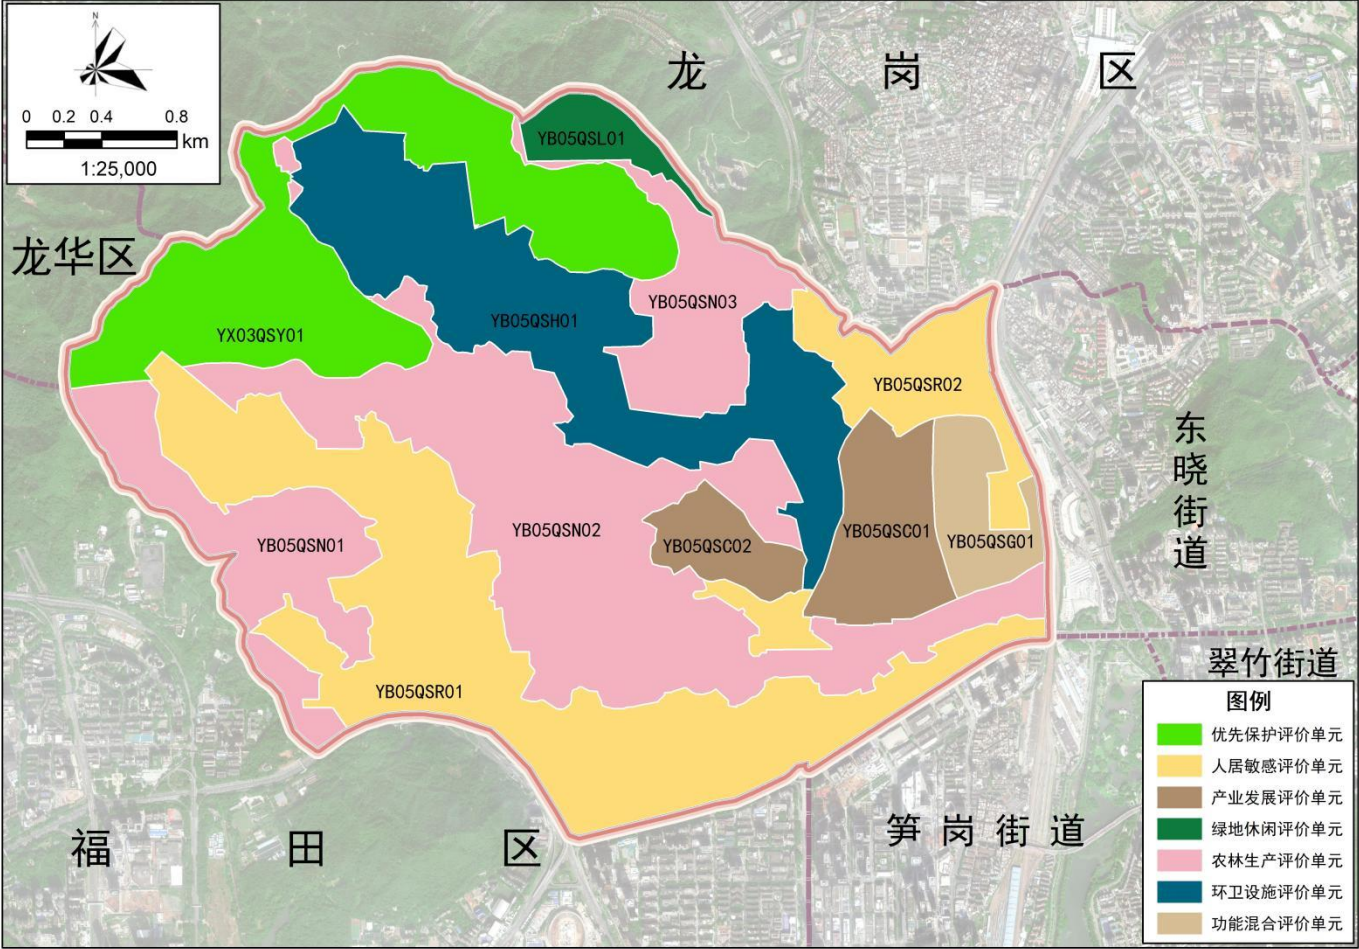 N
0 0.2 0.4 0.8
km
1:25,000
龙岗区
龙华区
YB05QSL01
YX03QSY01
YB05QSH01
YB05QSN03
YB05QSR02
YB05QSN01
YB05QSN02
YB05QSC02
YB05QSC01
YB05QSG01
YB05QSR01
东晓街道
翠竹街道
笋岗街道
福田区
图例
优先保护评价单元
人居敏感评价单元
产业发展评价单元
绿地休闲评价单元
农林生产评价单元
环卫设施评价单元
功能混合评价单元